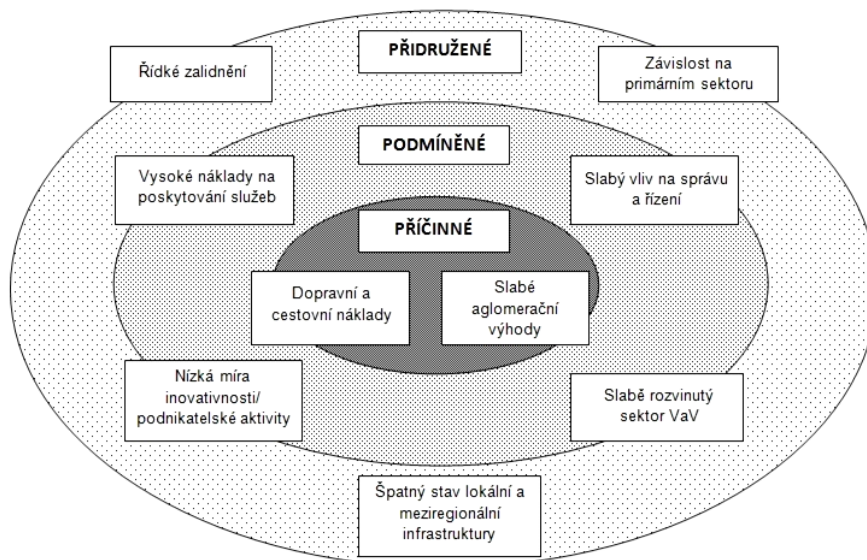 PŘIDRUŽENÉ
Řídké zalidnění
Závislost na
primárním sektoru
PODMÍNĚNÉ
Vysoké náklady na
poskytování služeb
Slabý vliv na správu
a řízení
PŘÍČINNÉ
Dopravní a
cestovní náklady
Slabé
aglomerační
výhody
Nízká míra
inovativnosti/
podnikatelské aktivity
Slabě rozvinutý
sektor VaV
Špatný stav lokální a
meziregionální
infrastruktury